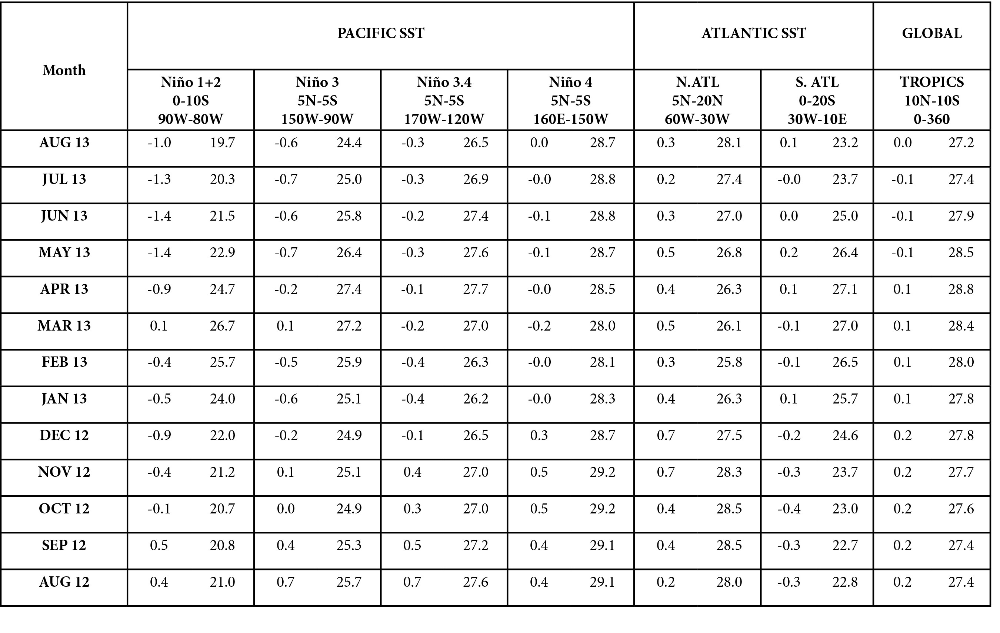 PACIFIC SST ATLANTIC SST GLOBAL
Month
Niño 1+2 Niño 3 Niño 3.4 Niño 4 N.ATL S. ATL TROPICS
0-10S 5N-5S 5N-5S 5N-5S 5N-20N 0-20S 10N-10S
90W-80W 150W-90W 170W-120W 160E-150W 60W-30W 30W-10E 0-360
AUG 13 -1.0 19.7 -0.6 24.4 -0.3 26.5 0.0 28.7 0.3 28.1 0.1 23.2 0.0 27.2
JUL 13 -1.3 20.3 -0.7 25.0 -0.3 26.9 -0.0 28.8 0.2 27.4 -0.0 23.7 -0.1 27.4
JUN 13 -1.4 21.5 -0.6 25.8 -0.2 27.4 -0.1 28.8 0.3 27.0 0.0 25.0 -0.1 27.9
MAY 13 -1.4 22.9 -0.7 26.4 -0.3 27.6 -0.1 28.7 0.5 26.8 0.2 26.4 -0.1 28.5
APR 13 -0.9 24.7 -0.2 27.4 -0.1 27.7 -0.0 28.5 0.4 26.3 0.1 27.1 0.1 28.8
MAR 13 0.1 26.7 0.1 27.2 -0.2 27.0 -0.2 28.0 0.5 26.1 -0.1 27.0 0.1 28.4
FEB 13 -0.4 25.7 -0.5 25.9 -0.4 26.3 -0.0 28.1 0.3 25.8 -0.1 26.5 0.1 28.0
JAN 13 -0.5 24.0 -0.6 25.1 -0.4 26.2 -0.0 28.3 0.4 26.3 0.1 25.7 0.1 27.8
DEC 12 -0.9 22.0 -0.2 24.9 -0.1 26.5 0.3 28.7 0.7 27.5 -0.2 24.6 0.2 27.8
NOV 12 -0.4 21.2 0.1 25.1 0.4 27.0 0.5 29.2 0.7 28.3 -0.3 23.7 0.2 27.7
OCT 12 -0.1 20.7 0.0 24.9 0.3 27.0 0.5 29.2 0.4 28.5 -0.4 23.0 0.2 27.6
SEP 12 0.5 20.8 0.4 25.3 0.5 27.2 0.4 29.1 0.4 28.5 -0.3 22.7 0.2 27.4
AUG 12 0.4 21.0 0.7 25.7 0.7 27.6 0.4 29.1 0.2 28.0 -0.3 22.8 0.2 27.4